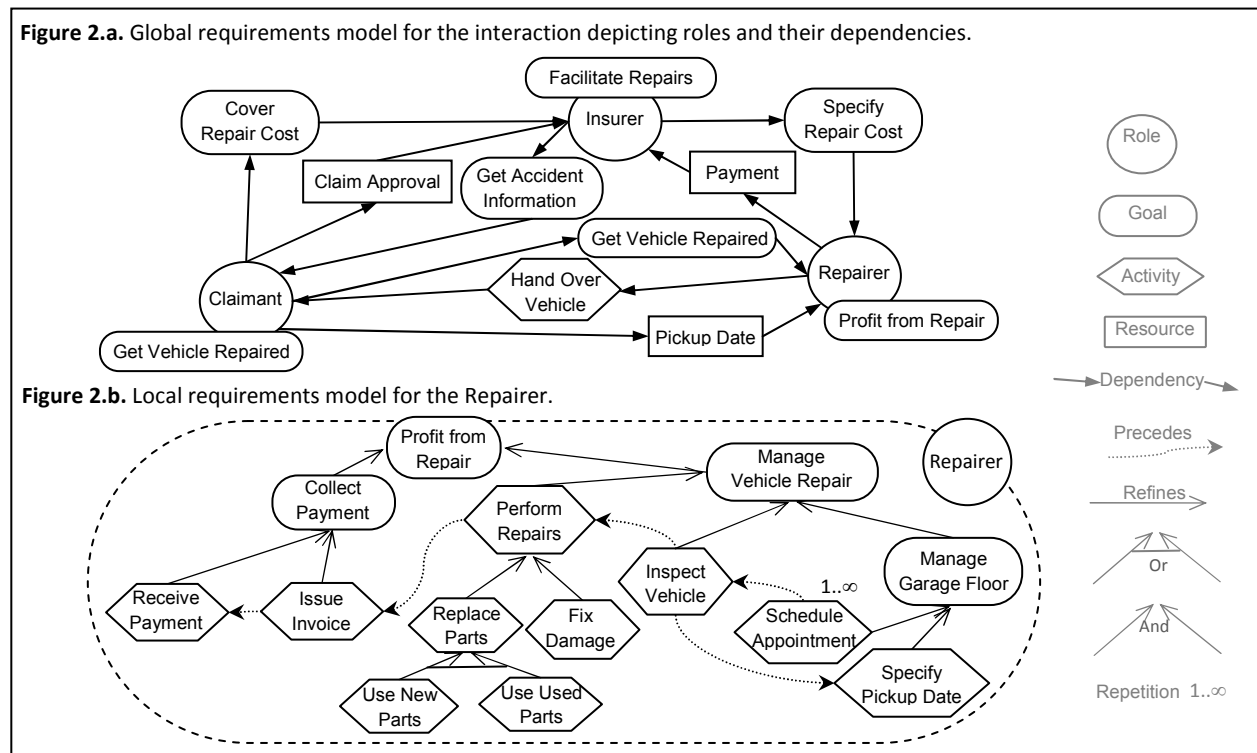 Figure 2.a. Global requirements model for the interaction depicting roles and their dependencies.
Facilitate Repairs
Cover
Repair Cost
Insurer
Specify
Repair Cost
Claim Approval
Get Accident
Information
Payment
Get Vehicle Repaired
Claimant
Hand Over
Vehicle
Repairer
Profit from Repair
Pickup Date
Get Vehicle Repaired
Role
Goal
Activity
Resource
Dependency
Precedes
Refines
Or
And
Repetition 1..∞
Figure 2.b. Local requirements model for the Repairer.
Profit from
Repair
Manage
Vehicle Repair
Repairer
Collect
Payment
Perform
Repairs
Manage
Garage Floor
Inspect
Vehicle
1..∞
Receive
Payment
Issue
Invoice
Replace
Parts
Fix
Damage
Schedule
Appointment
Specify
Pickup Date
Use New
Parts
Use Used
Parts